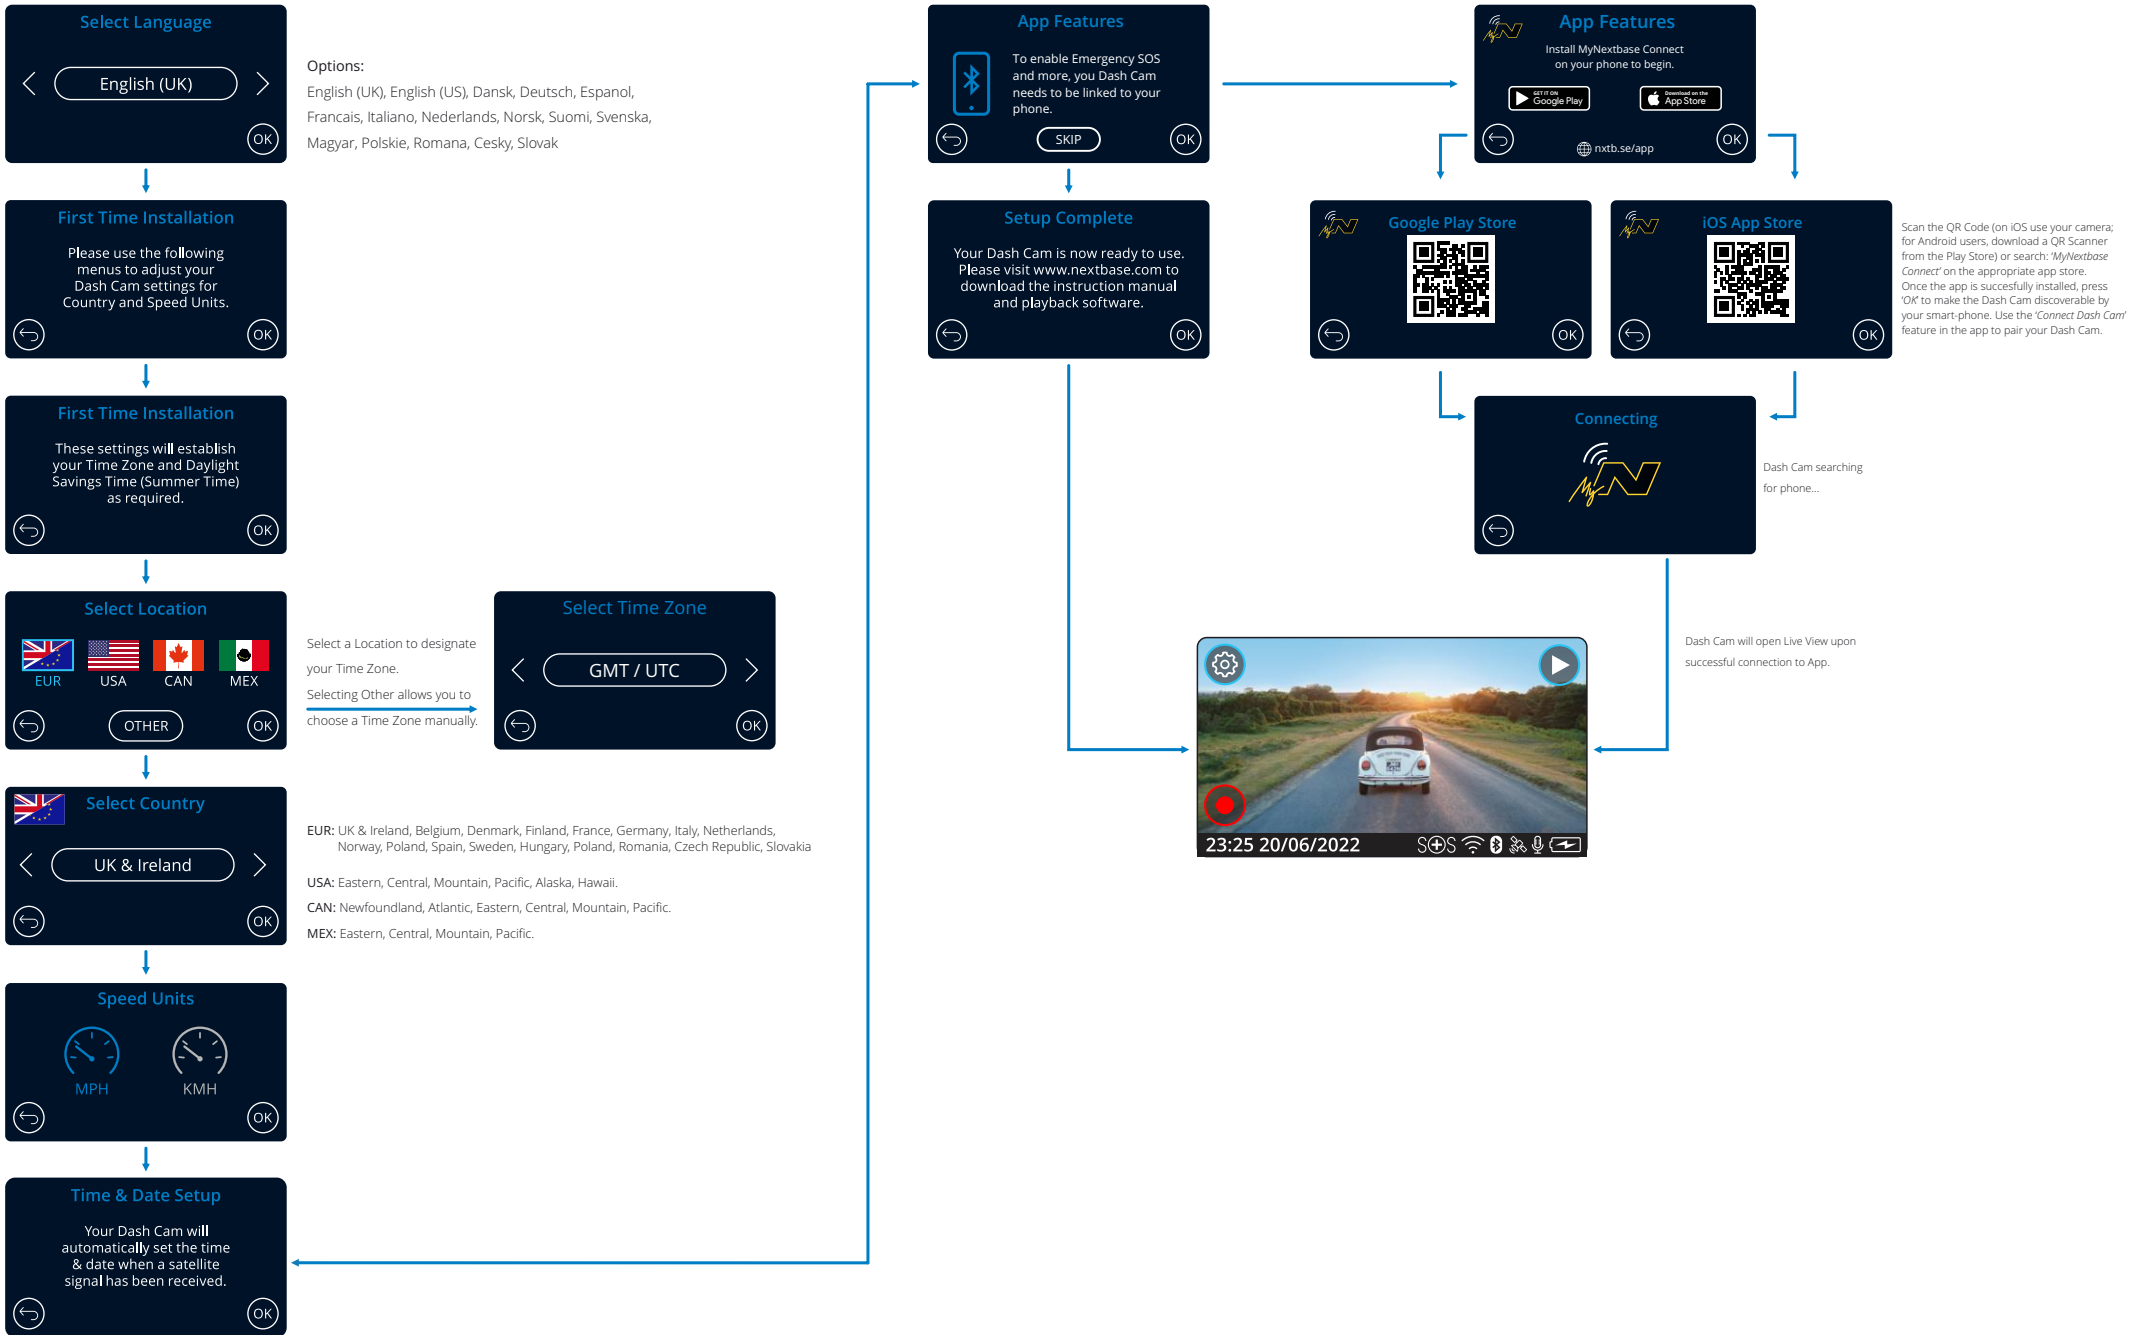 Select Language
English (UK)
OK
Options:
English (UK), English (US), Dansk, Deutsch, Espanol,
Francais, Italiano, Nederlands, Norsk, Suomi, Svenska,
Magyar, Polskie, Romana, Cesky, Slovak
First Time Installation
Please use the following
menus to adjust your
Dash Cam settings for
Country and Speed Units.
OK
First Time Installation
These settings will establish
your Time Zone and Daylight
Savings Time (Summer Time)
as required.
OK
Select Location
EUR USA CAN MEX
OTHER OK
Select a Location to designate
your Time Zone.
Selecting Other allows you to
choose a Time Zone manually.
Select Time Zone
GMT / UTC
OK
Select Country
UK & Ireland
OK
EUR: UK & Ireland, Belgium, Denmark, Finland, France, Germany, Italy, Netherlands,
Norway, Poland, Spain, Sweden, Hungary, Poland, Romania, Czech Republic, Slovakia
USA: Eastern, Central, Mountain, Pacific, Alaska, Hawaii.
CAN: Newfoundland, Atlantic, Eastern, Central, Mountain, Pacific.
MEX: Eastern, Central, Mountain, Pacific.
Speed Units
MPH KMH
OK
Time & Date Setup
Your Dash Cam will
automatically set the time
& date when a satellite
signal has been received.
OK
App Features
To enable Emergency SOS
and more, you Dash Cam
needs to be linked to your
phone.
SKIP OK
Setup Complete
Your Dash Cam is now ready to use.
Please visit www.nextbase.com to
download the instruction manual
and playback software.
OK
My N
App Features
Install MyNextbase Connect
on your phone to begin.
GET IT ON
Google Play
Download on the
App Store
nxtb.se/app
OK
My N
Google Play Store
OK
My N
iOS App Store
OK
Scan the QR Code (on iOS use your camera;
for Android users, download a QR Scanner
from the Play Store) or search: 'MyNextbase
Connect' on the appropriate app store.
Once the app is succesfully installed, press
'OK' to make the Dash Cam discoverable by
your smart-phone. Use the 'Connect Dash Cam'
feature in the app to pair your Dash Cam.
Connecting
My N
Dash Cam searching
for phone...
Dash Cam will open Live View upon
successful connection to App.
23:25 20/06/2022 SOS